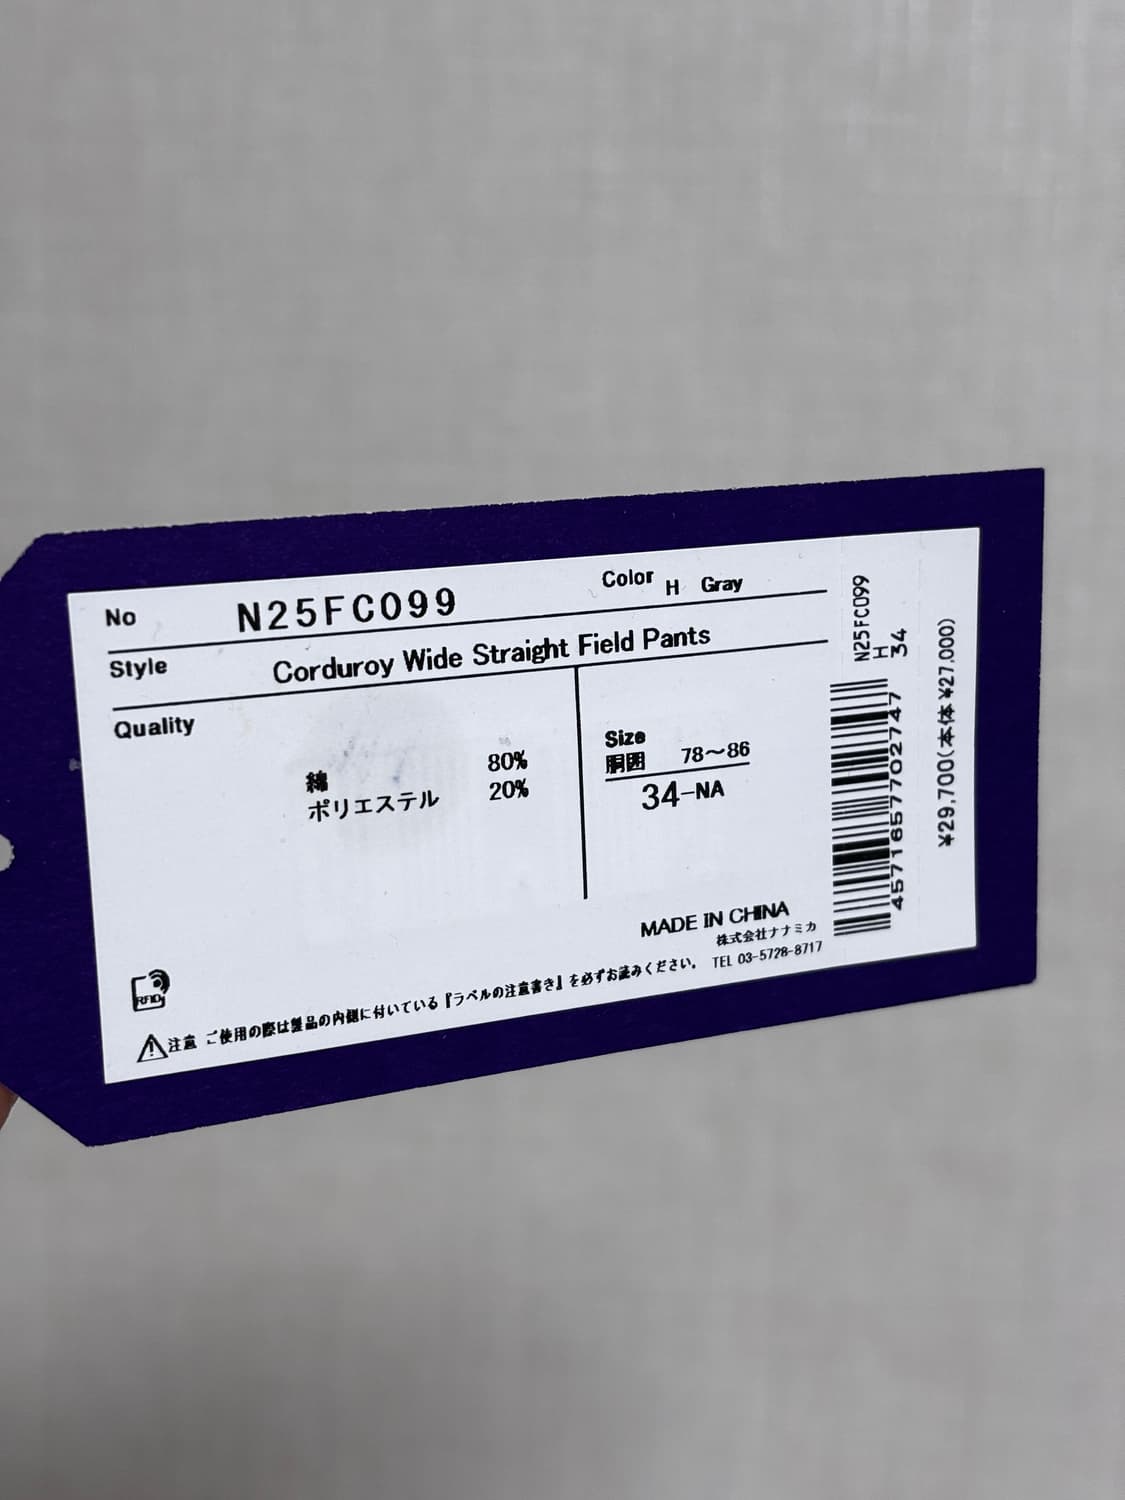 No N25FC099 Color H Gray
Style Corduroy Wide Straight Field Pants
Quality
綿 80%
ポリエステル 20%
Size
胴囲 78～86
34-NA
MADE IN CHINA
株式会社ナナミカ
TEL 03-5728-8717
RFID
注意 ご使用の際は製品の内側に付いている『ラベルの注意書き』を必ずお読みください。
N25FC099
H
34
4571657702747
¥29,700(本体 ¥27,000)